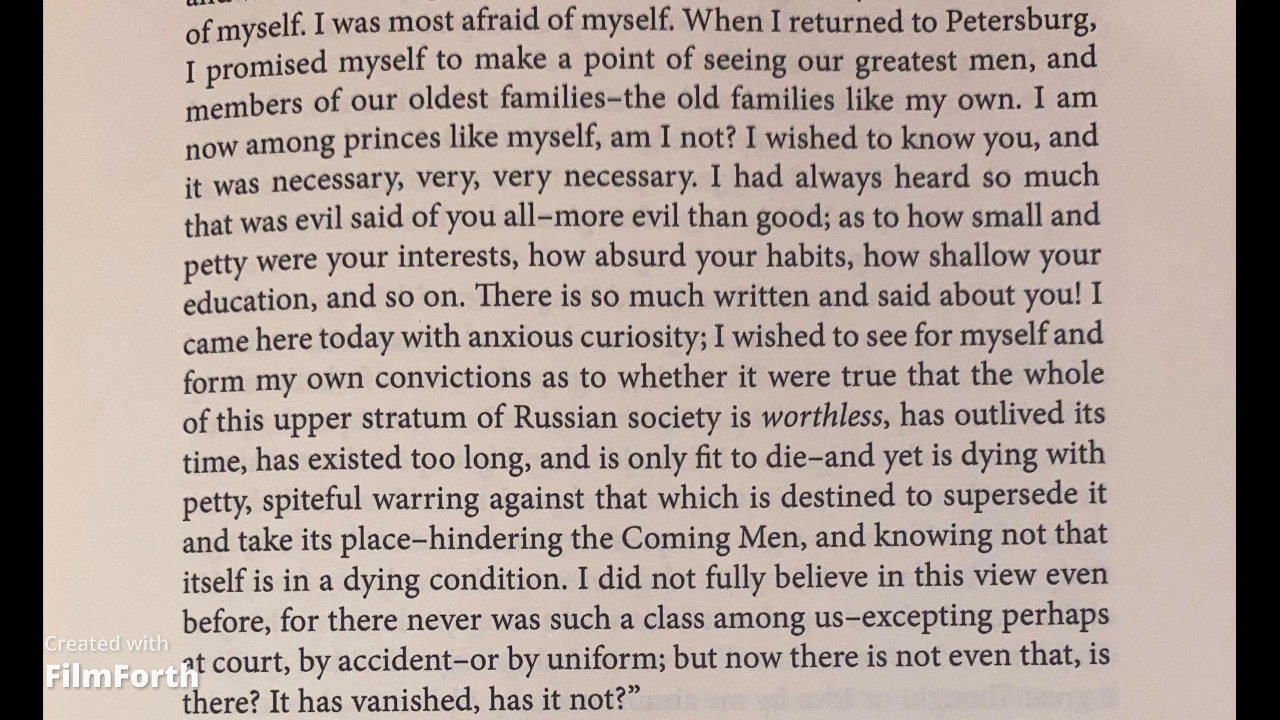 of myself. I was most afraid of myself. When I returned to Petersburg,
I promised myself to make a point of seeing our greatest men, and
members of our oldest families–the old families like my own. I am
now among princes like myself, am I not? I wished to know you, and
it was necessary, very, very necessary. I had always heard so much
that was evil said of you all–more evil than good; as to how small and
petty were your interests, how absurd your habits, how shallow your
education, and so on. There is so much written and said about you! I
came here today with anxious curiosity; I wished to see for myself and
form my own convictions as to whether it were true that the whole
of this upper stratum of Russian society is worthless, has outlived its
time, has existed too long, and is only fit to die–and yet is dying with
petty, spiteful warring against that which is destined to supersede it
and take its place–hindering the Coming Men, and knowing not that
itself is in a dying condition. I did not fully believe in this view even
before, for there never was such a class among us–excepting perhaps
at court, by accident–or by uniform; but now there is not even that, is
there? It has vanished, has it not?”
Created with
FilmForth